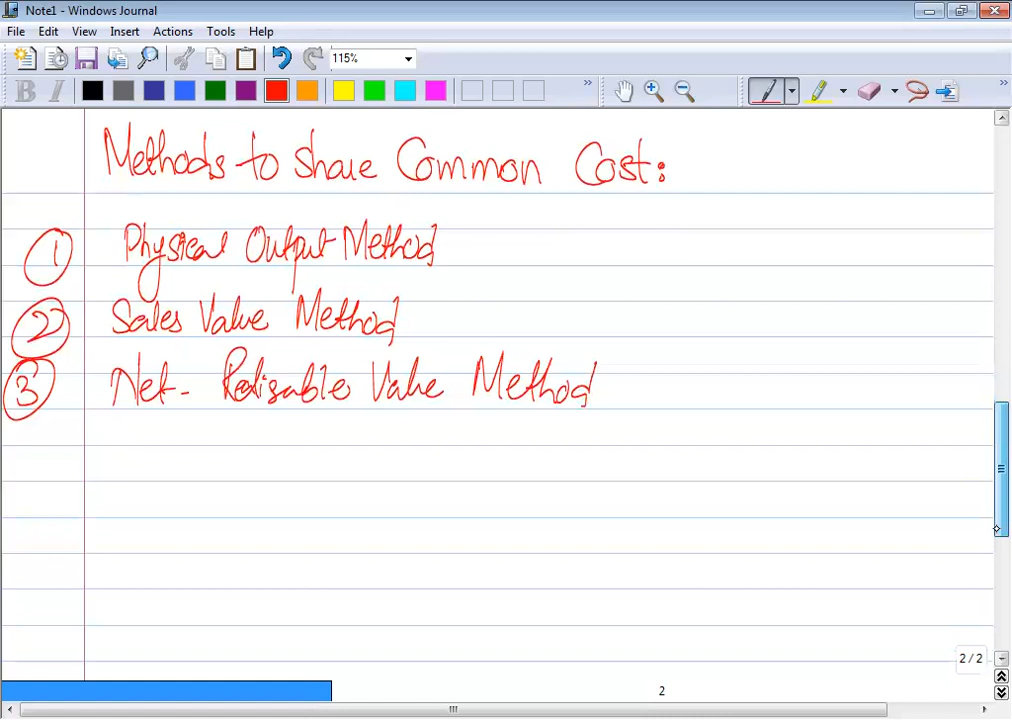 Note1 - Windows Journal
File Edit View Insert Actions Tools Help
115%
B I
Methods to Share Common Cost:
1 Physical Output Method
2 Sales Value Method
3 Net- Realisable Value Method
2 / 2
2